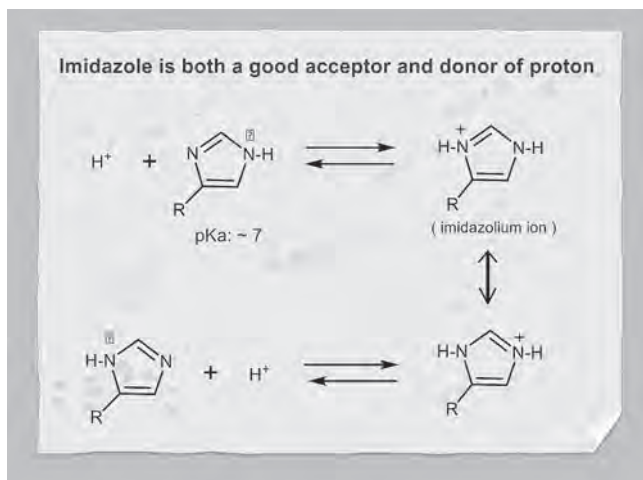 Imidazole is both a good acceptor and donor of proton
H⁺ + N N-H H-N⁺ N-H
R R
pKa: ~ 7 ( imidazolium ion )
H-N N + H⁺ H-N N⁺-H
R R